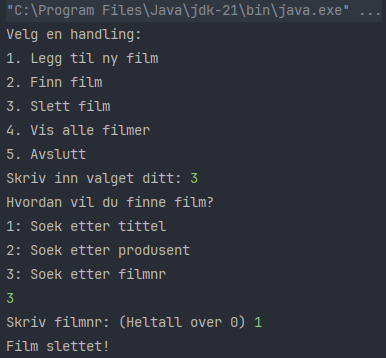 "C:\Program Files\Java\jdk-21\bin\java.exe" ...
Velg en handling:
1. Legg til ny film
2. Finn film
3. Slett film
4. Vis alle filmer
5. Avslutt
Skriv inn valget ditt: 3
Hvordan vil du finne film?
1: Soek etter tittel
2: Soek etter produsent
3: Soek etter filmnr
3
Skriv filmnr: (Heltall over 0) 1
Film slettet!